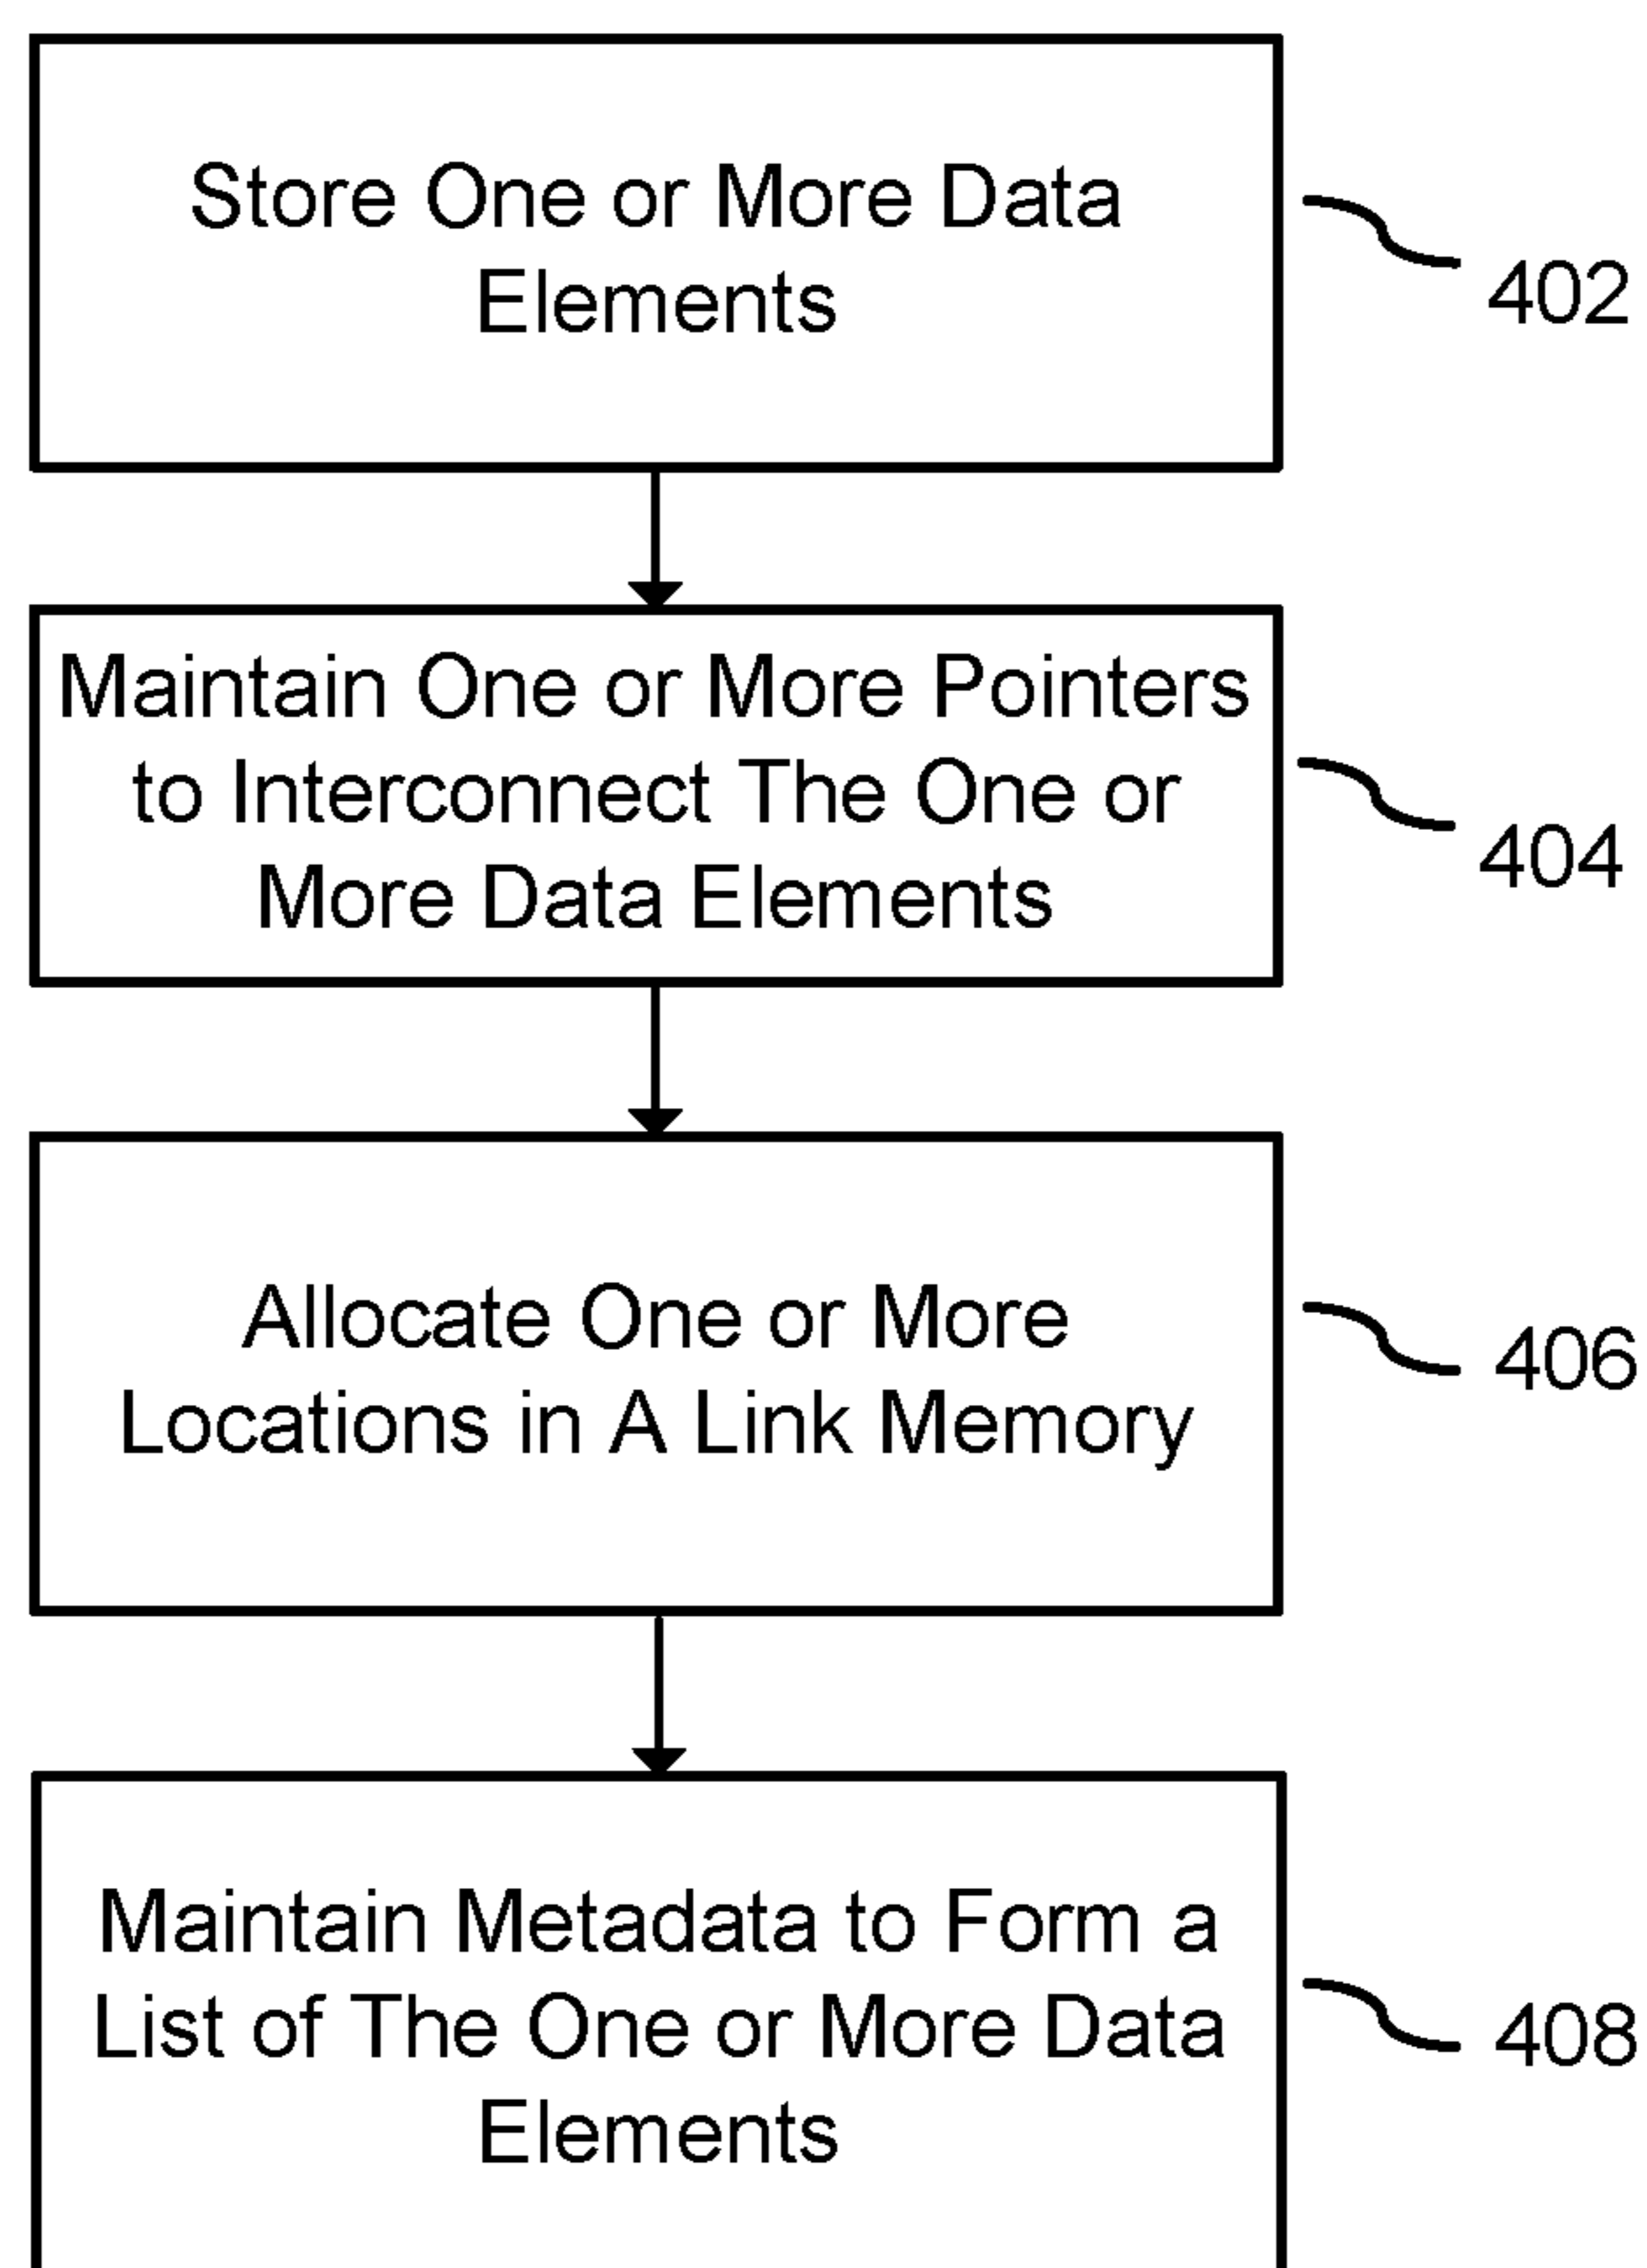 Store One or More Data
Elements
402
Maintain One or More Pointers
to Interconnect The One or
More Data Elements
404
Allocate One or More
Locations in A Link Memory
406
Maintain Metadata to Form a
List of The One or More Data
Elements
408